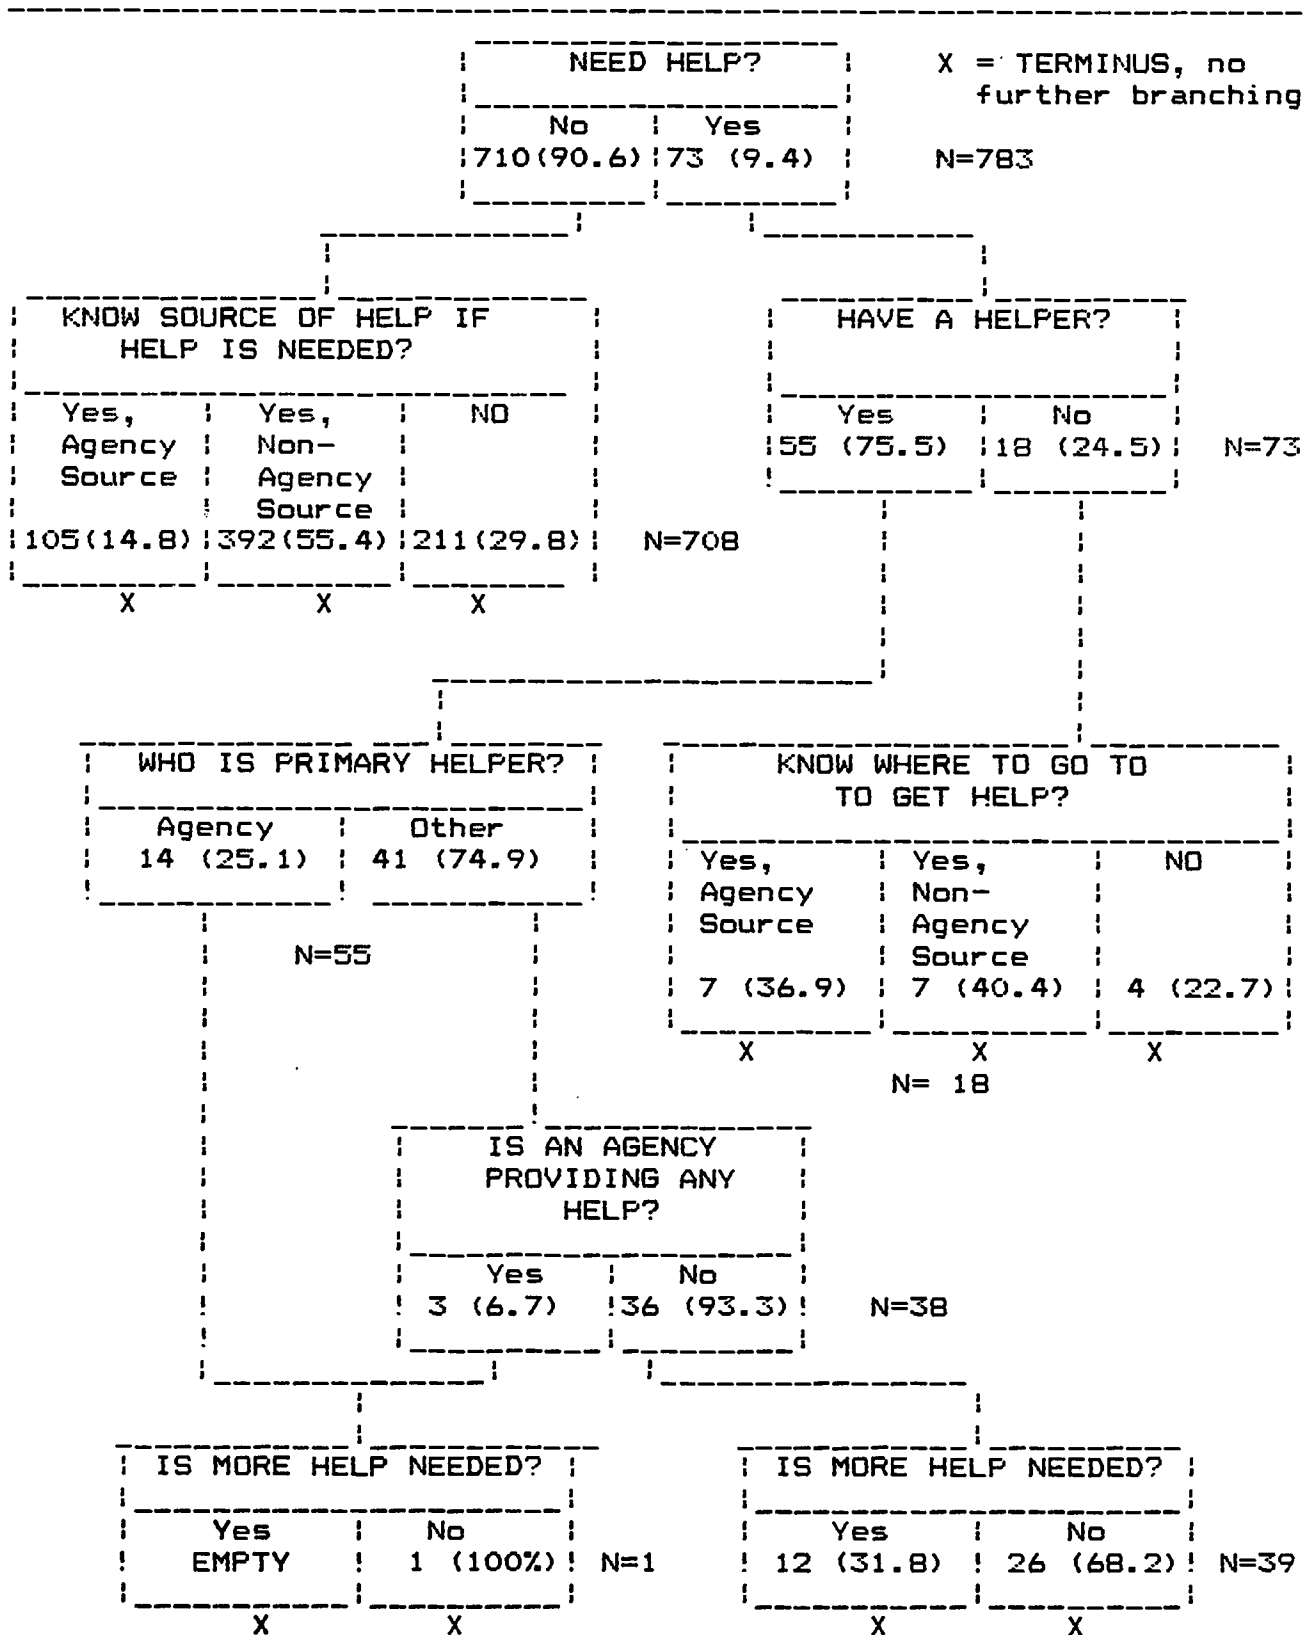 NEED HELP?
X = TERMINUS, no
further branching
No Yes
710(90.6) 73 (9.4)
N=783
KNOW SOURCE OF HELP IF
HELP IS NEEDED?
Yes, Yes, NO
Agency Non-
Source Agency
Source
105(14.8) 392(55.4) 211(29.8)
N=708
X X X
HAVE A HELPER?
Yes No
55 (75.5) 18 (24.5)
N=73
WHO IS PRIMARY HELPER?
Agency Other
14 (25.1) 41 (74.9)
N=55
KNOW WHERE TO GO TO
TO GET HELP?
Yes, Yes, NO
Agency Non-
Source Agency
Source
7 (36.9) 7 (40.4) 4 (22.7)
X X X
N= 18
IS AN AGENCY
PROVIDING ANY
HELP?
Yes No
3 (6.7) 36 (93.3)
N=38
IS MORE HELP NEEDED?
Yes No
EMPTY 1 (100%)
N=1
X X
IS MORE HELP NEEDED?
Yes No
12 (31.8) 26 (68.2)
N=39
X X